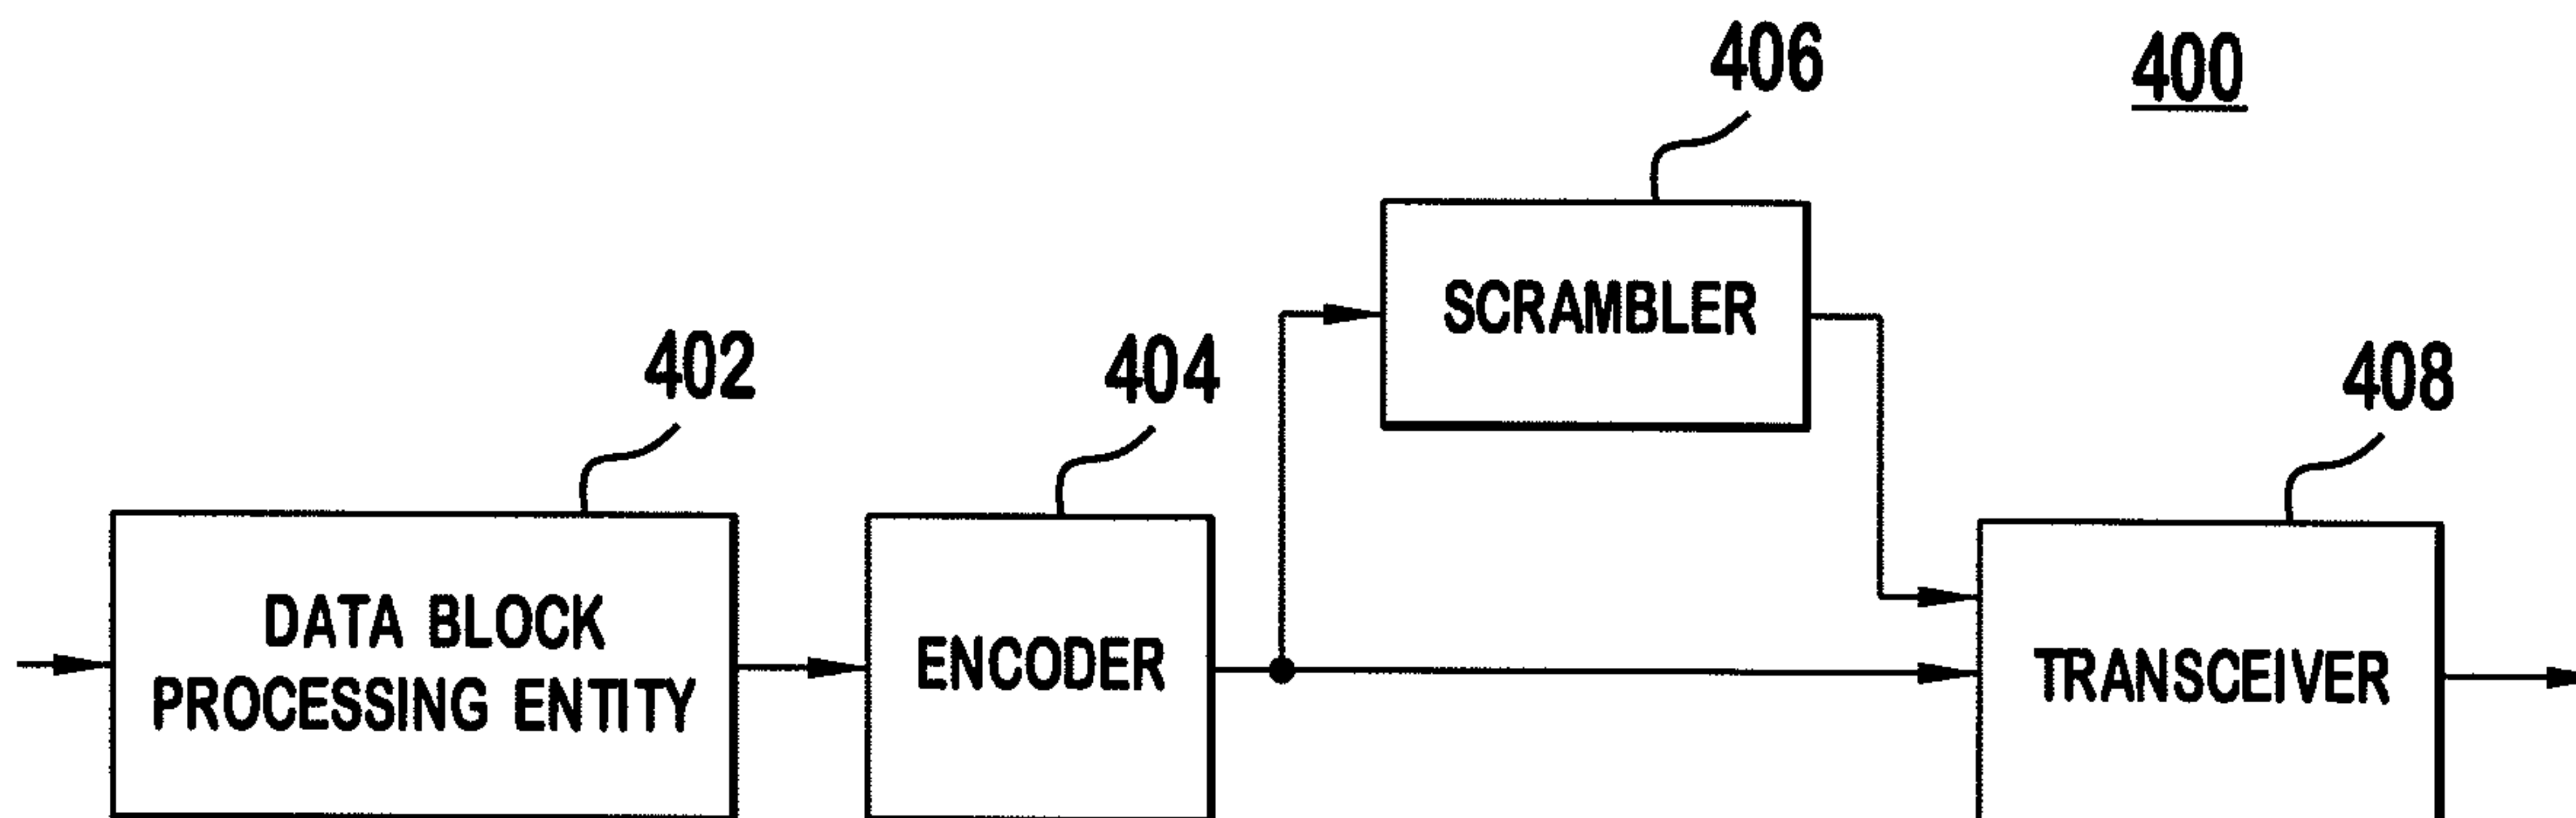 406
400
SCRAMBLER
402
404
408
DATA BLOCK
PROCESSING ENTITY
ENCODER
TRANSCEIVER